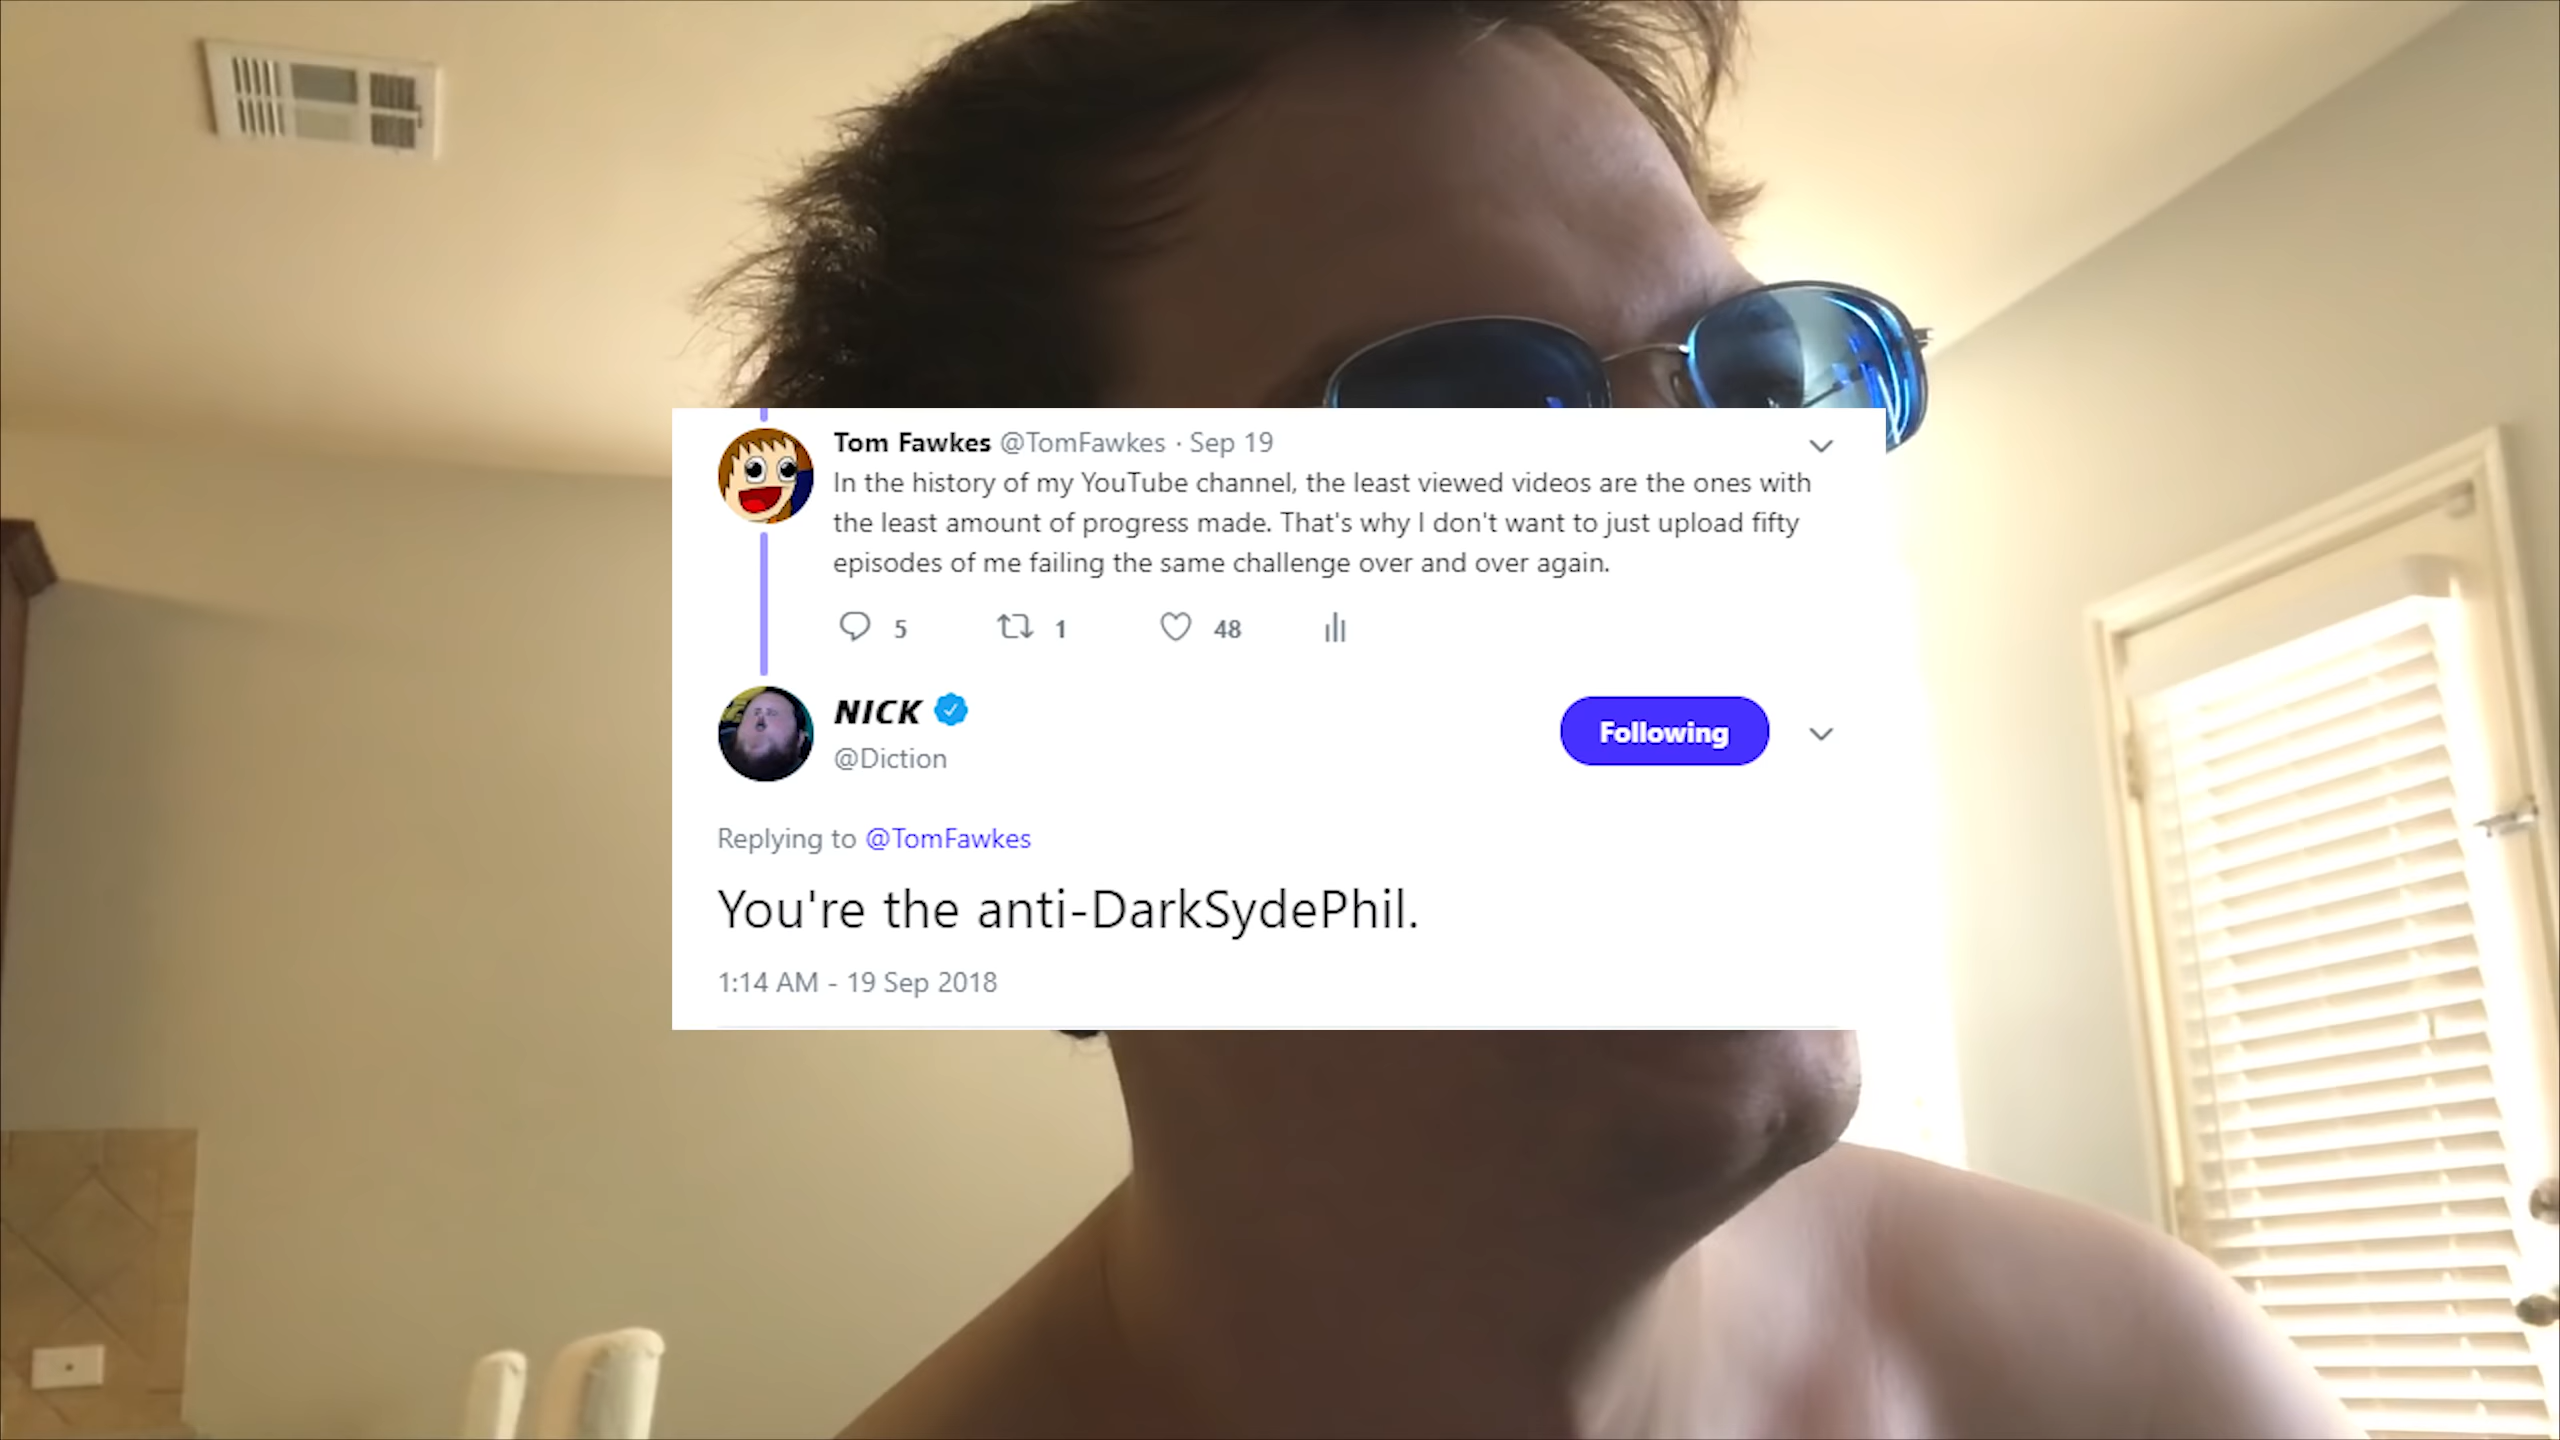 Tom Fawkes @TomFawkes · Sep 19
In the history of my YouTube channel, the least viewed videos are the ones with
the least amount of progress made. That's why I don't want to just upload fifty
episodes of me failing the same challenge over and over again.
5 1 48
NICK
@Diction
Following
Replying to @TomFawkes
You're the anti-DarkSydePhil.
1:14 AM - 19 Sep 2018